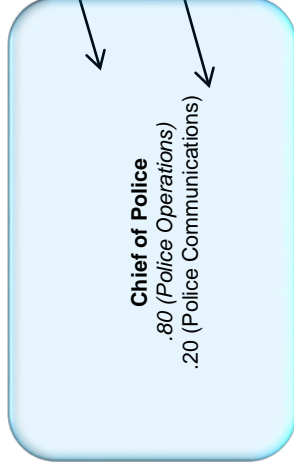 Chief of Police
.80 (Police Operations)
.20 (Police Communications)